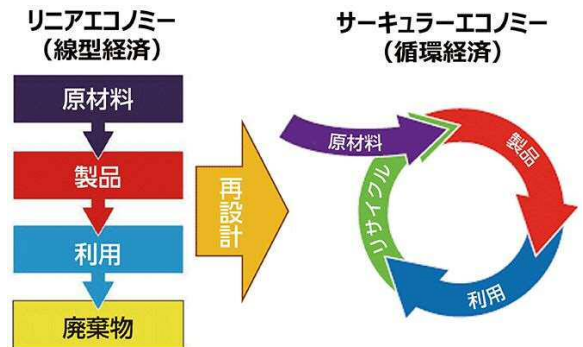 リニアエコノミー
(線型経済)
原材料
製品
利用
廃棄物
再設計
サーキュラーエコノミー
(循環経済)
原材料
製品
利用
リサイクル